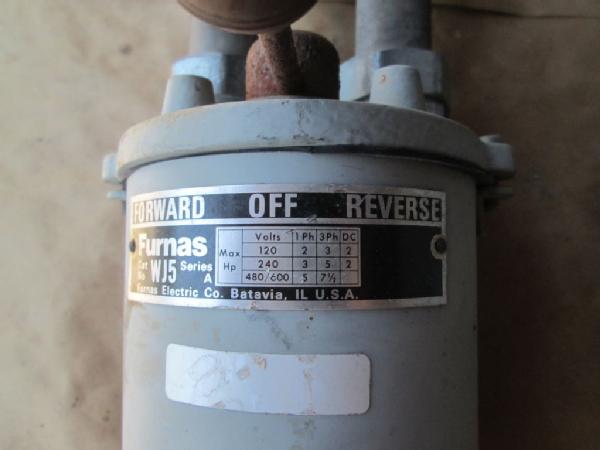 FORWARD OFF REVERSE
Furnas
Cat No WJ5 Series A
Volts 1 Ph 3 Ph DC
Max Hp
120 2 3 2
240 3 5 2
480/600 5 7½
Furnas Electric Co. Batavia, IL U.S.A.